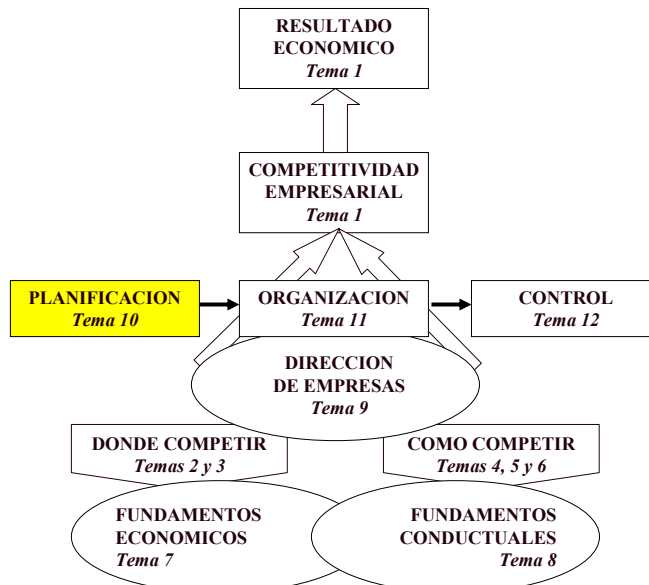 RESULTADO
ECONOMICO
Tema 1
COMPETITIVIDAD
EMPRESARIAL
Tema 1
PLANIFICACION
Tema 10
ORGANIZACION
Tema 11
CONTROL
Tema 12
DIRECCION
DE EMPRESAS
Tema 9
DONDE COMPETIR
Temas 2 y 3
COMO COMPETIR
Temas 4, 5 y 6
FUNDAMENTOS
ECONOMICOS
Tema 7
FUNDAMENTOS
CONDUCTUALES
Tema 8